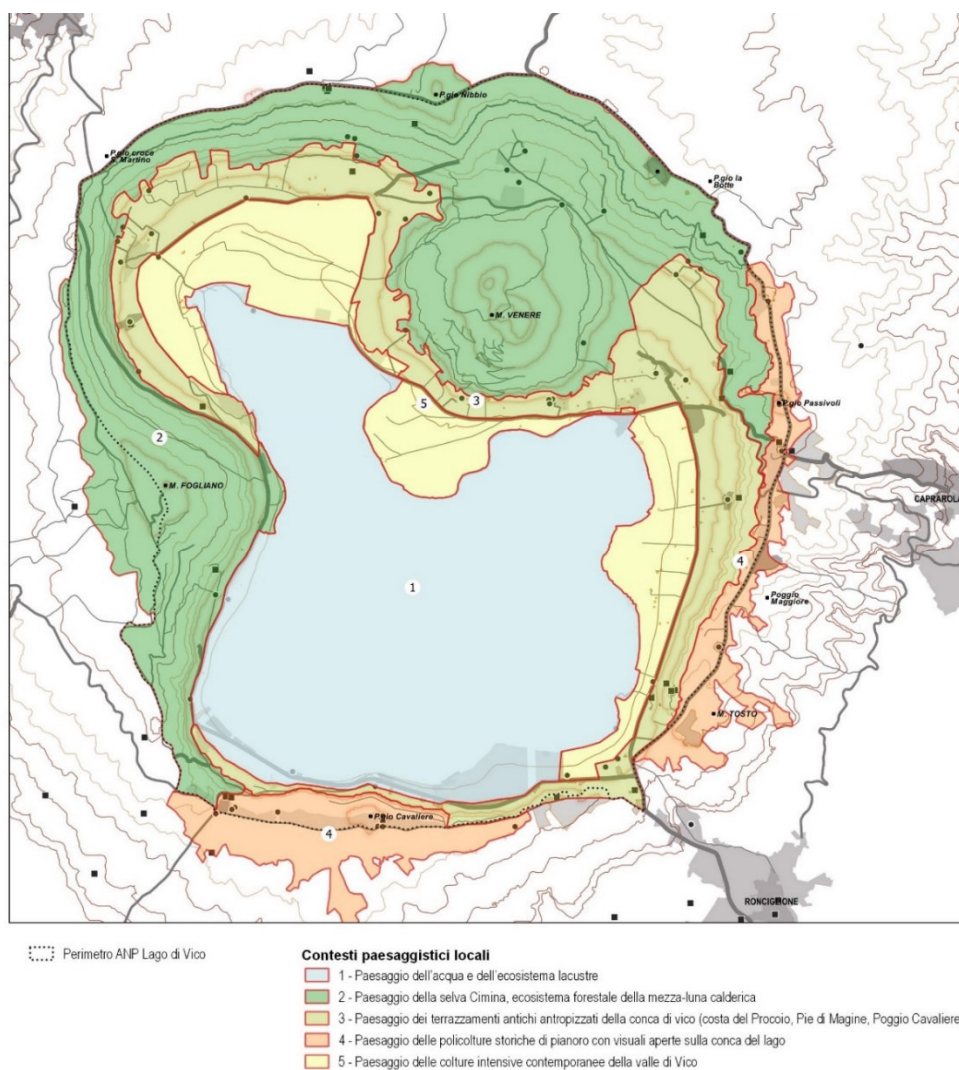 P.gio Nibbio
P.gio croce
S. Martino
P.gio la
Botte
M. VENERE
5
3
P.gio Passivoli
2
M. FOGLIANO
CAPRAROLA
4
1
Poggio
Maggiore
M. TOSTO
P.gio Cavaliere
4
RONCIGLIONE
Perimetro ANP Lago di Vico
Contesti paesaggistici locali
1 - Paesaggio dell'acqua e dell'ecosistema lacustre
2 - Paesaggio della selva Cimina, ecosistema forestale della mezza-luna calderica
3 - Paesaggio dei terrazzamenti antichi antropizzati della conca di vico (costa del Procoio, Pie di Magine, Poggio Cavaliere
4 - Paesaggio delle policolture storiche di pianoro con visuali aperte sulla conca del lago
5 - Paesaggio delle colture intensive contemporanee della valle di Vico